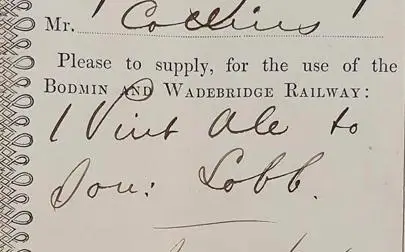 Mr. Collins
Please to supply, for the use of the
BODMIN AND WADEBRIDGE RAILWAY:
1 Pint Ale to
Lobb.